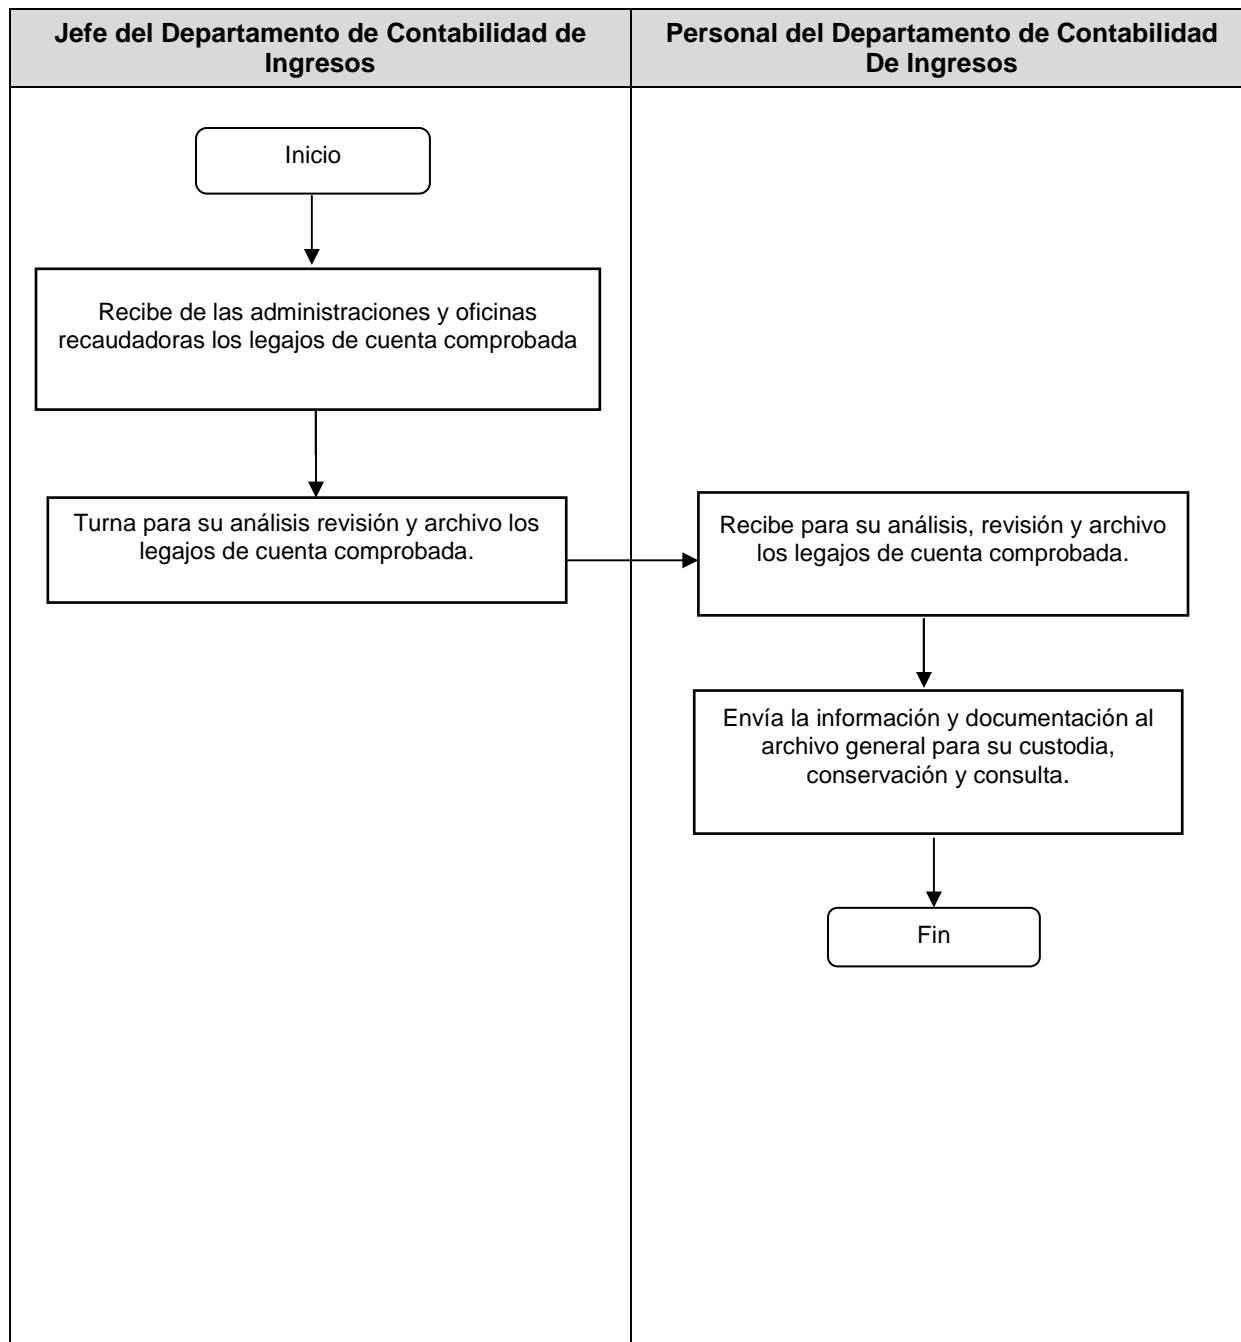 Jefe del Departamento de Contabilidad de
Ingresos
Personal del Departamento de Contabilidad
De Ingresos
Inicio
Recibe de las administraciones y oficinas
recaudadoras los legajos de cuenta comprobada
Turna para su análisis revisión y archivo los
legajos de cuenta comprobada.
Recibe para su análisis, revisión y archivo
los legajos de cuenta comprobada.
Envía la información y documentación al
archivo general para su custodia,
conservación y consulta.
Fin